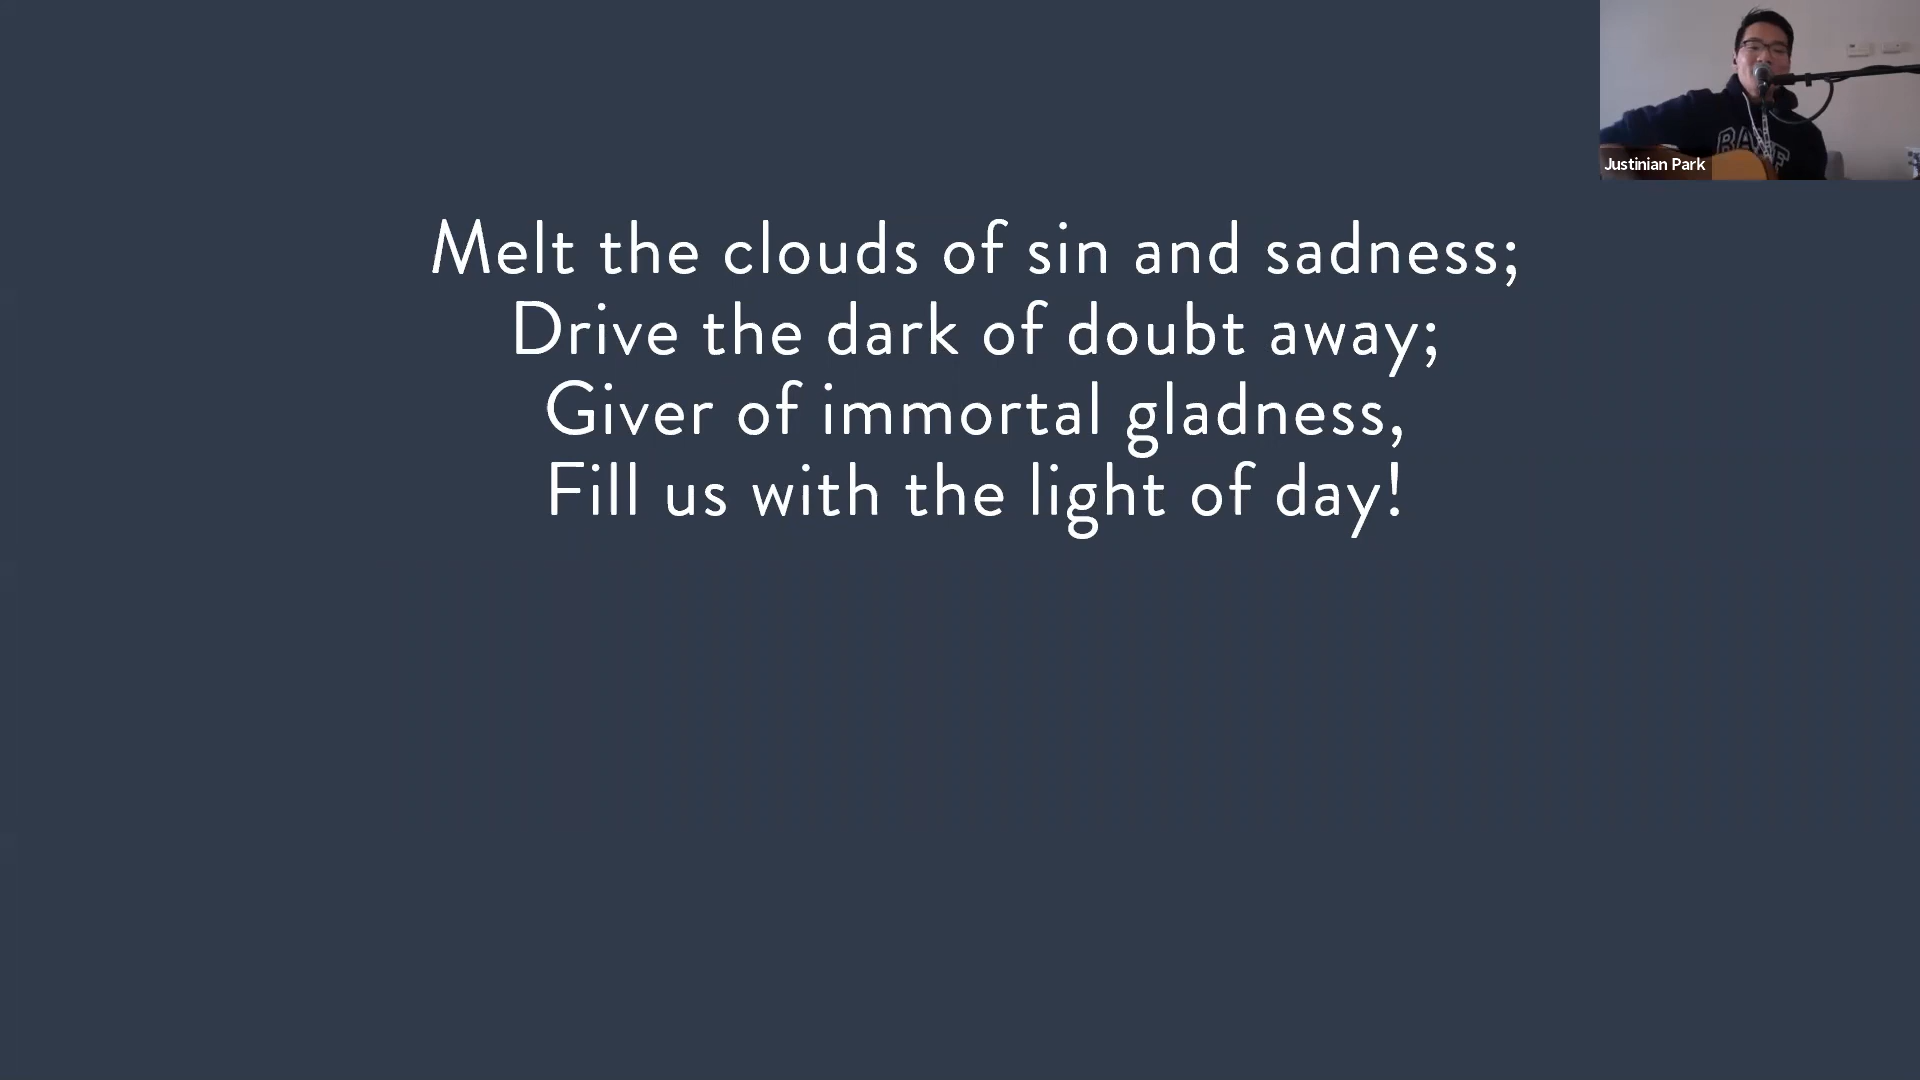 Melt the clouds of sin and sadness;
Drive the dark of doubt away;
Giver of immortal gladness,
Fill us with the light of day!
Justinian Park